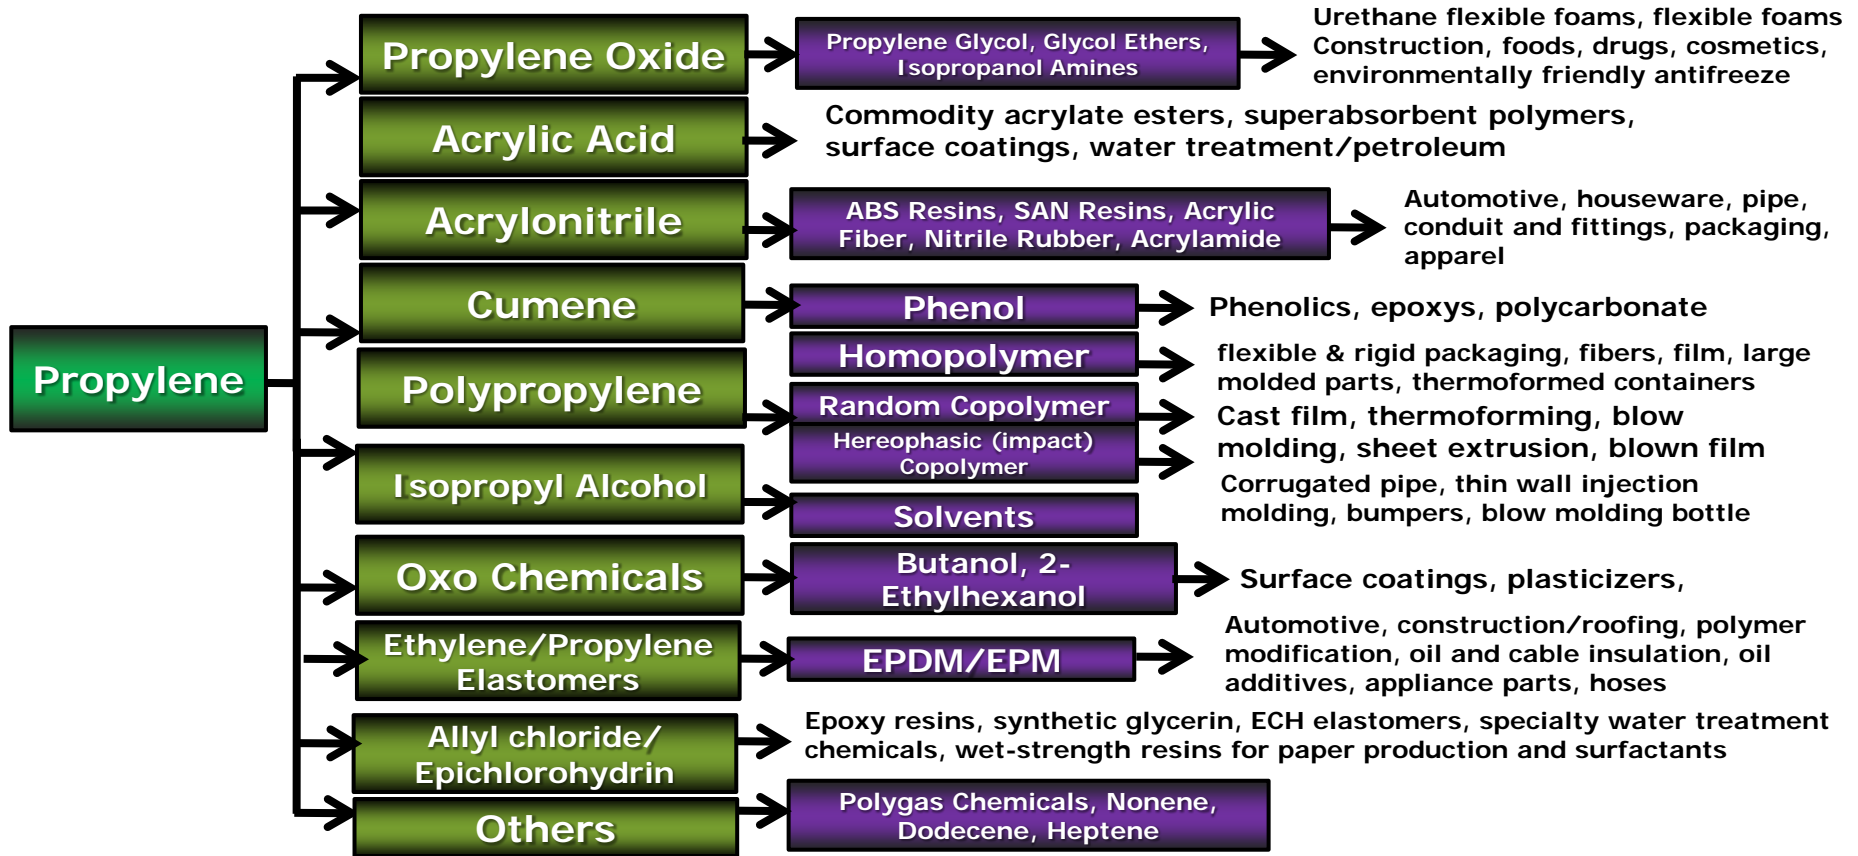 Propylene
Propylene Oxide
Propylene Glycol, Glycol Ethers,
Isopropanol Amines
Urethane flexible foams, flexible foams
Construction, foods, drugs, cosmetics,
environmentally friendly antifreeze
Acrylic Acid
Commodity acrylate esters, superabsorbent polymers,
surface coatings, water treatment/petroleum
Acrylonitrile
ABS Resins, SAN Resins, Acrylic
Fiber, Nitrile Rubber, Acrylamide
Automotive, houseware, pipe,
conduit and fittings, packaging,
apparel
Cumene
Phenol
Phenolics, epoxys, polycarbonate
Polypropylene
Homopolymer
flexible & rigid packaging, fibers, film, large
molded parts, thermoformed containers
Random Copolymer
Cast film, thermoforming, blow
molding, sheet extrusion, blown film
Hereophasic (impact)
Copolymer
Corrugated pipe, thin wall injection
molding, bumpers, blow molding bottle
Isopropyl Alcohol
Solvents
Oxo Chemicals
Butanol, 2-
Ethylhexanol
Surface coatings, plasticizers,
Ethylene/Propylene
Elastomers
EPDM/EPM
Automotive, construction/roofing, polymer
modification, oil and cable insulation, oil
additives, appliance parts, hoses
Allyl chloride/
Epichlorohydrin
Epoxy resins, synthetic glycerin, ECH elastomers, specialty water treatment
chemicals, wet-strength resins for paper production and surfactants
Others
Polygas Chemicals, Nonene,
Dodecene, Heptene